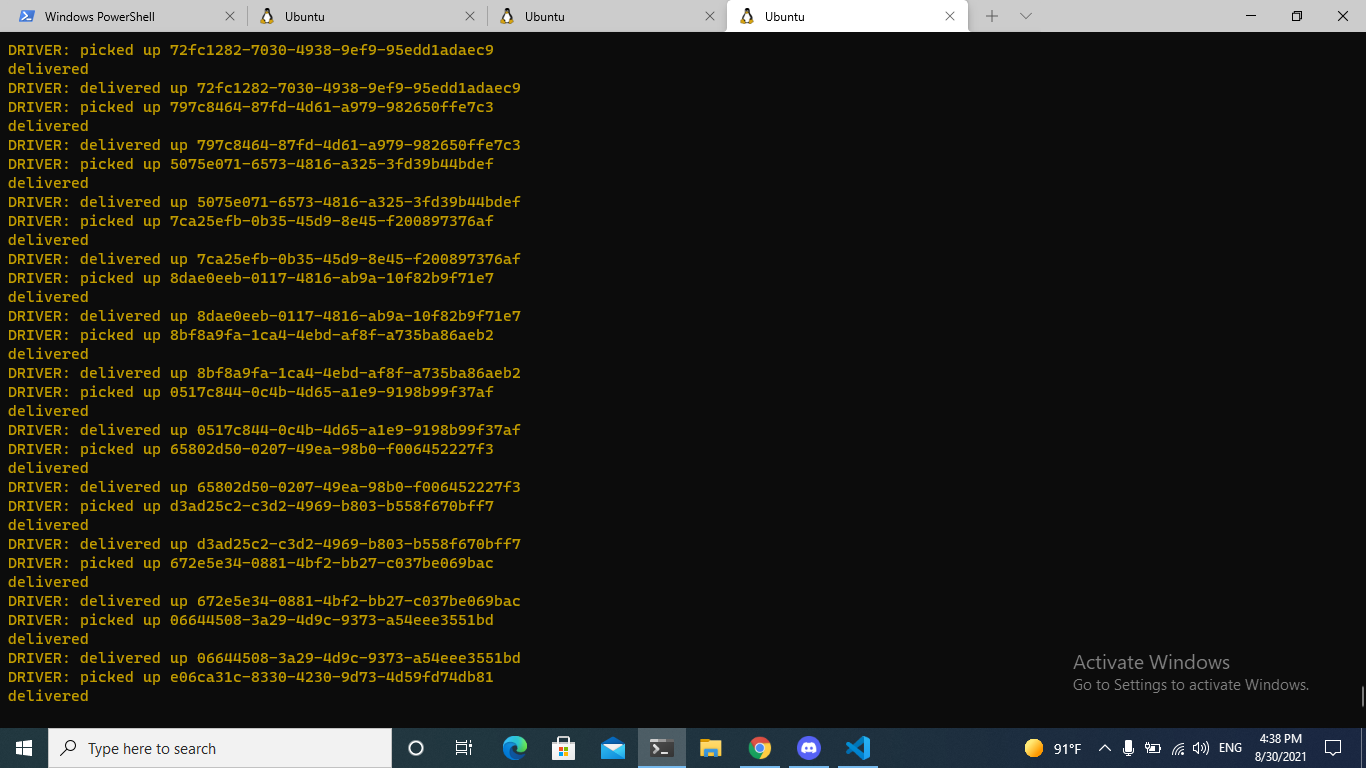 Windows PowerShell
Ubuntu
Ubuntu
Ubuntu
DRIVER: picked up 72fc1282-7030-4938-9ef9-95edd1adaec9
delivered
DRIVER: delivered up 72fc1282-7030-4938-9ef9-95edd1adaec9
DRIVER: picked up 797c8464-87fd-4d61-a979-982650ffe7c3
delivered
DRIVER: delivered up 797c8464-87fd-4d61-a979-982650ffe7c3
DRIVER: picked up 5075e071-6573-4816-a325-3fd39b44bdef
delivered
DRIVER: delivered up 5075e071-6573-4816-a325-3fd39b44bdef
DRIVER: picked up 7ca25efb-0b35-45d9-8e45-f200897376af
delivered
DRIVER: delivered up 7ca25efb-0b35-45d9-8e45-f200897376af
DRIVER: picked up 8dae0eeb-0117-4816-ab9a-10f82b9f71e7
delivered
DRIVER: delivered up 8dae0eeb-0117-4816-ab9a-10f82b9f71e7
DRIVER: picked up 8bf8a9fa-1ca4-4ebd-af8f-a735ba86aeb2
delivered
DRIVER: delivered up 8bf8a9fa-1ca4-4ebd-af8f-a735ba86aeb2
DRIVER: picked up 0517c844-0c4b-4d65-a1e9-9198b99f37af
delivered
DRIVER: delivered up 0517c844-0c4b-4d65-a1e9-9198b99f37af
DRIVER: picked up 65802d50-0207-49ea-98b0-f006452227f3
delivered
DRIVER: delivered up 65802d50-0207-49ea-98b0-f006452227f3
DRIVER: picked up d3ad25c2-c3d2-4969-b803-b558f670bff7
delivered
DRIVER: delivered up d3ad25c2-c3d2-4969-b803-b558f670bff7
DRIVER: picked up 672e5e34-0881-4bf2-bb27-c037be069bac
delivered
DRIVER: delivered up 672e5e34-0881-4bf2-bb27-c037be069bac
DRIVER: picked up 06644508-3a29-4d9c-9373-a54eee3551bd
delivered
DRIVER: delivered up 06644508-3a29-4d9c-9373-a54eee3551bd
DRIVER: picked up e06ca31c-8330-4230-9d73-4d59fd74db81
delivered
Activate Windows
Go to Settings to activate Windows.
Type here to search
91°F
ENG
4:38 PM
8/30/2021